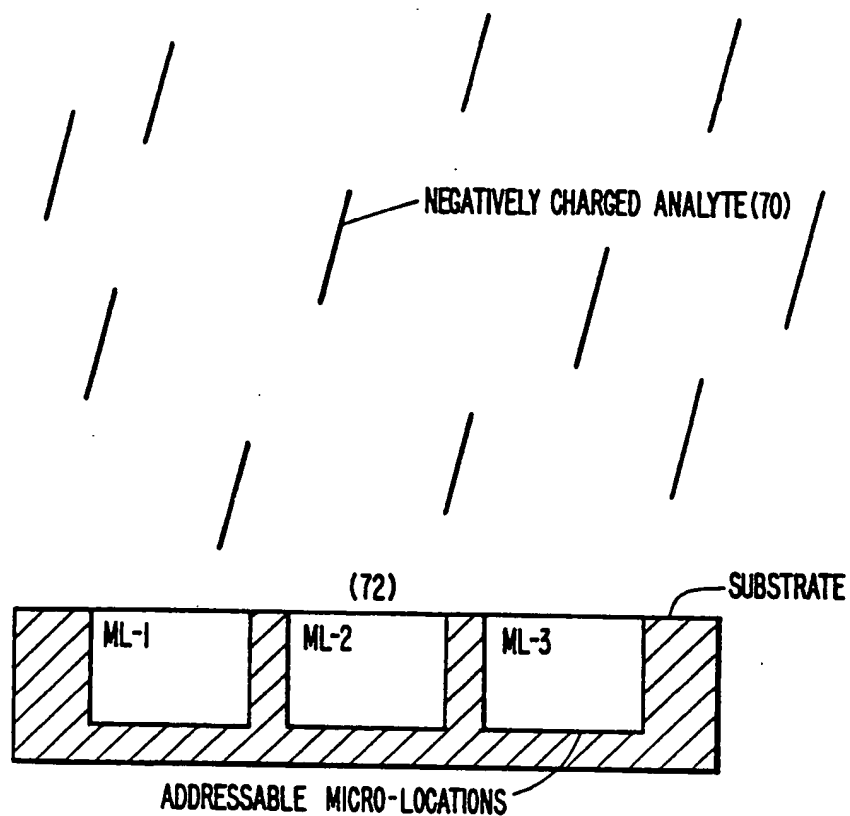 NEGATIVELY CHARGED ANALYTE(70)
(72)
SUBSTRATE
ML-1
ML-2
ML-3
ADDRESSABLE MICRO-LOCATIONS